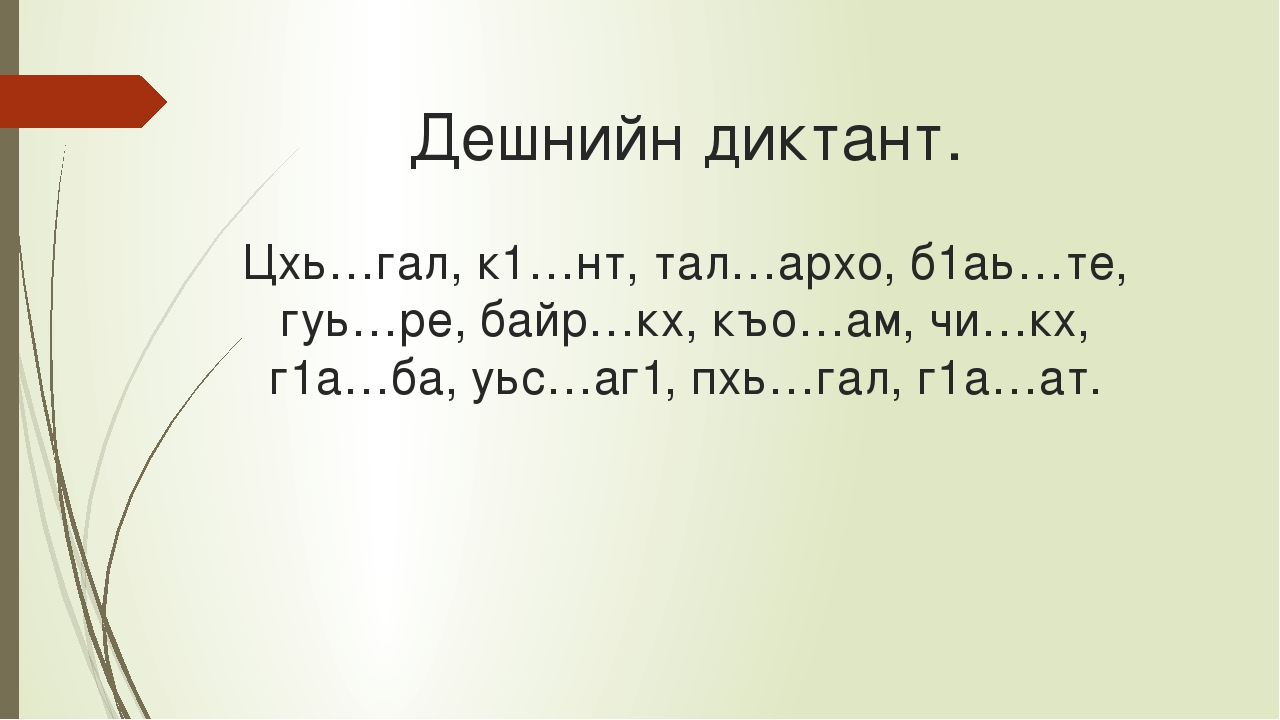 Дешнийн диктант.
Цхь…гал, к1…нт, тал…архо, б1аь…те,
гуь…ре, байр…кх, къо…ам, чи…кх,
г1а…ба, уьс…аг1, пхь…гал, г1а…ат.